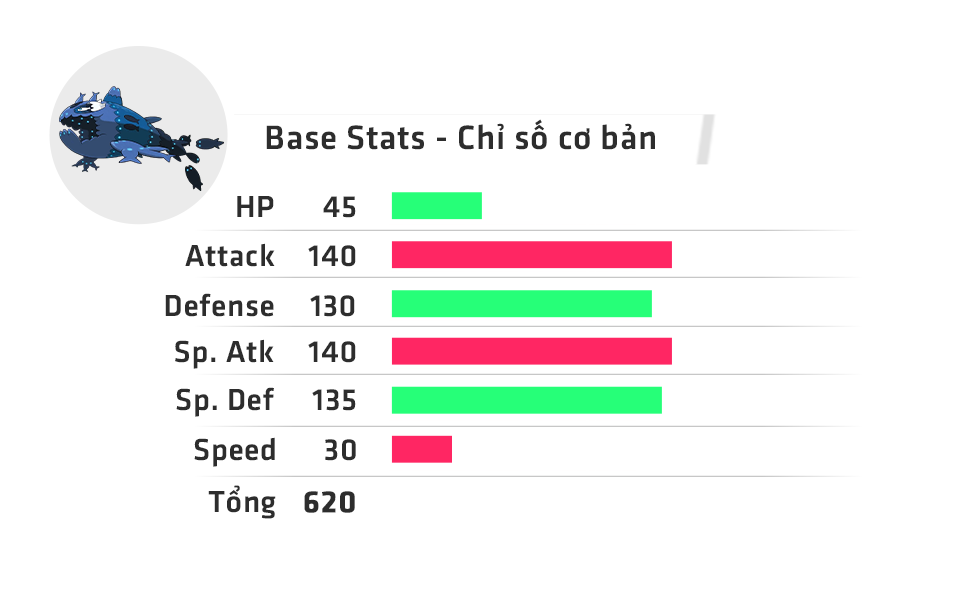 Base Stats - Chỉ số cơ bản
HP 45
Attack 140
Defense 130
Sp. Atk 140
Sp. Def 135
Speed 30
Tổng 620